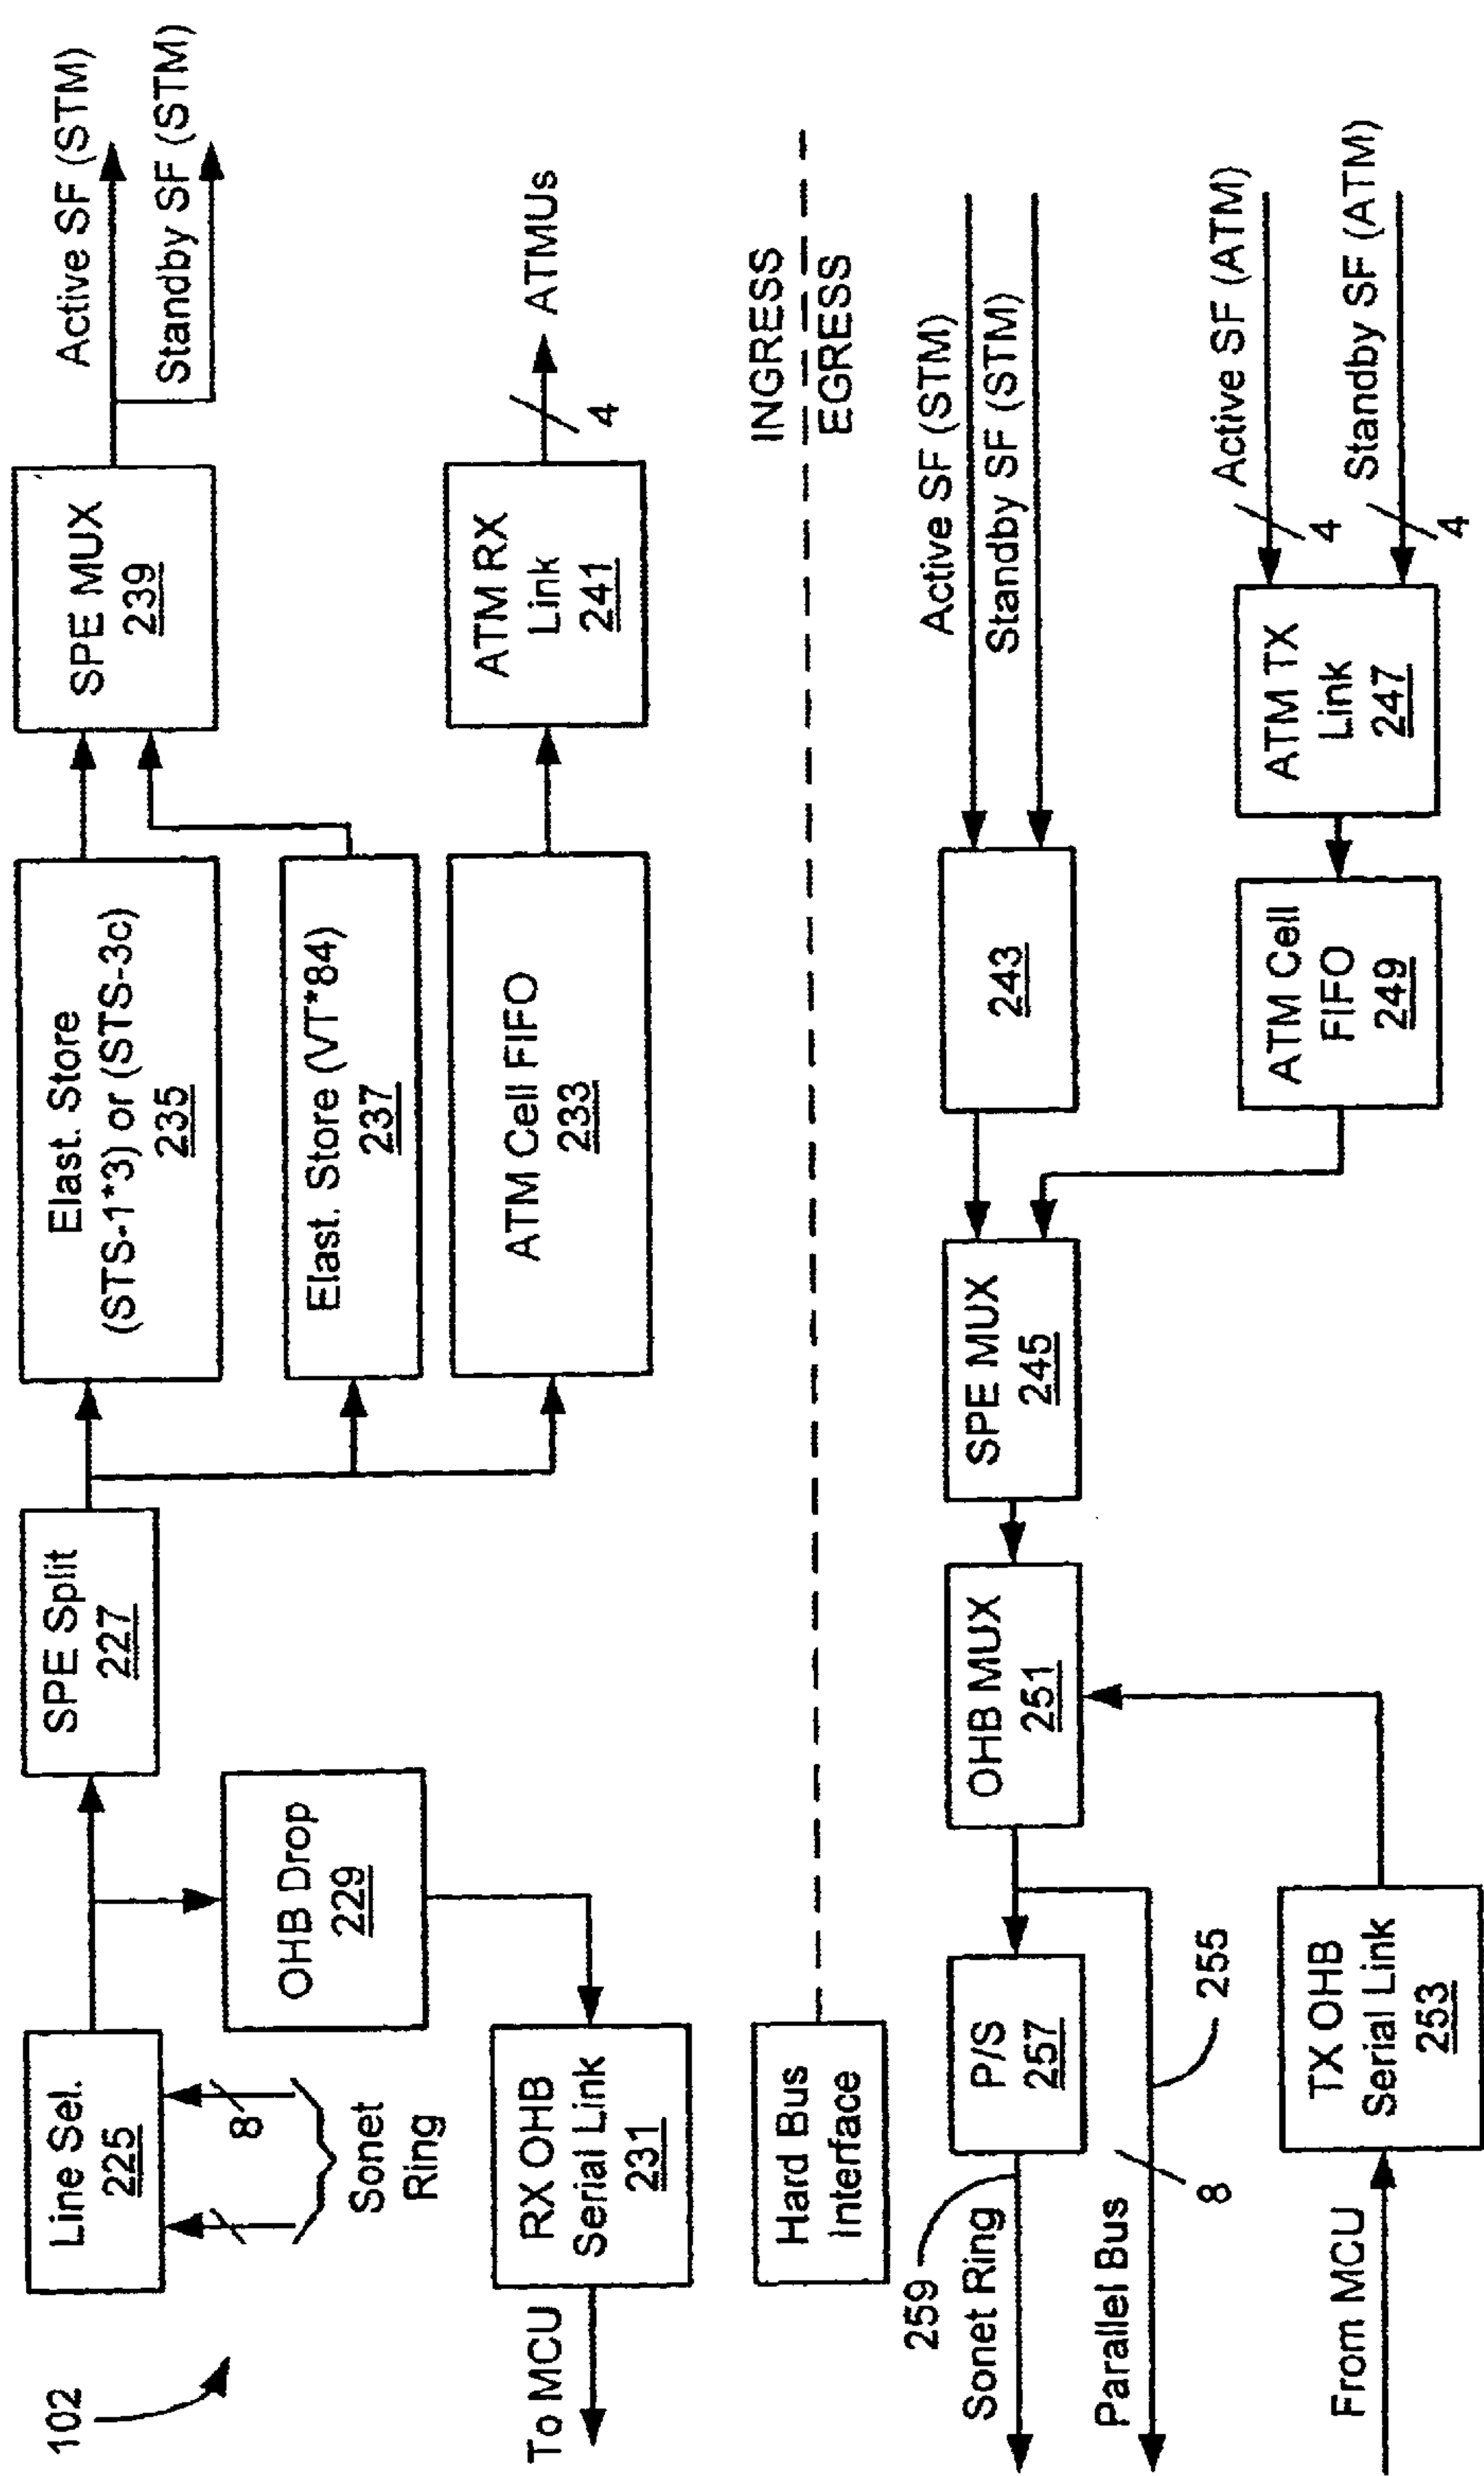 102
Line Sel.
225
8
Sonet
Ring
OHB Drop
229
RX OHB
Serial Link
231
To MCU
SPE Split
227
Elast. Store
(STS-1*3) or (STS-3c)
235
Elast. Store (VT*84)
237
ATM Cell FIFO
233
SPE MUX
239
ATM RX
Link
241
4
Active SF (STM)
Standby SF (STM)
ATMUs
Hard Bus
Interface
INGRESS
EGRESS
259
Sonet Ring
Parallel Bus
8
255
From MCU
P/S
257
TX OHB
Serial Link
253
OHB MUX
251
SPE MUX
245
243
ATM Cell
FIFO
249
ATM TX
Link
247
Active SF (STM)
Standby SF (STM)
Active SF (ATM)
4
Standby SF (ATM)
4